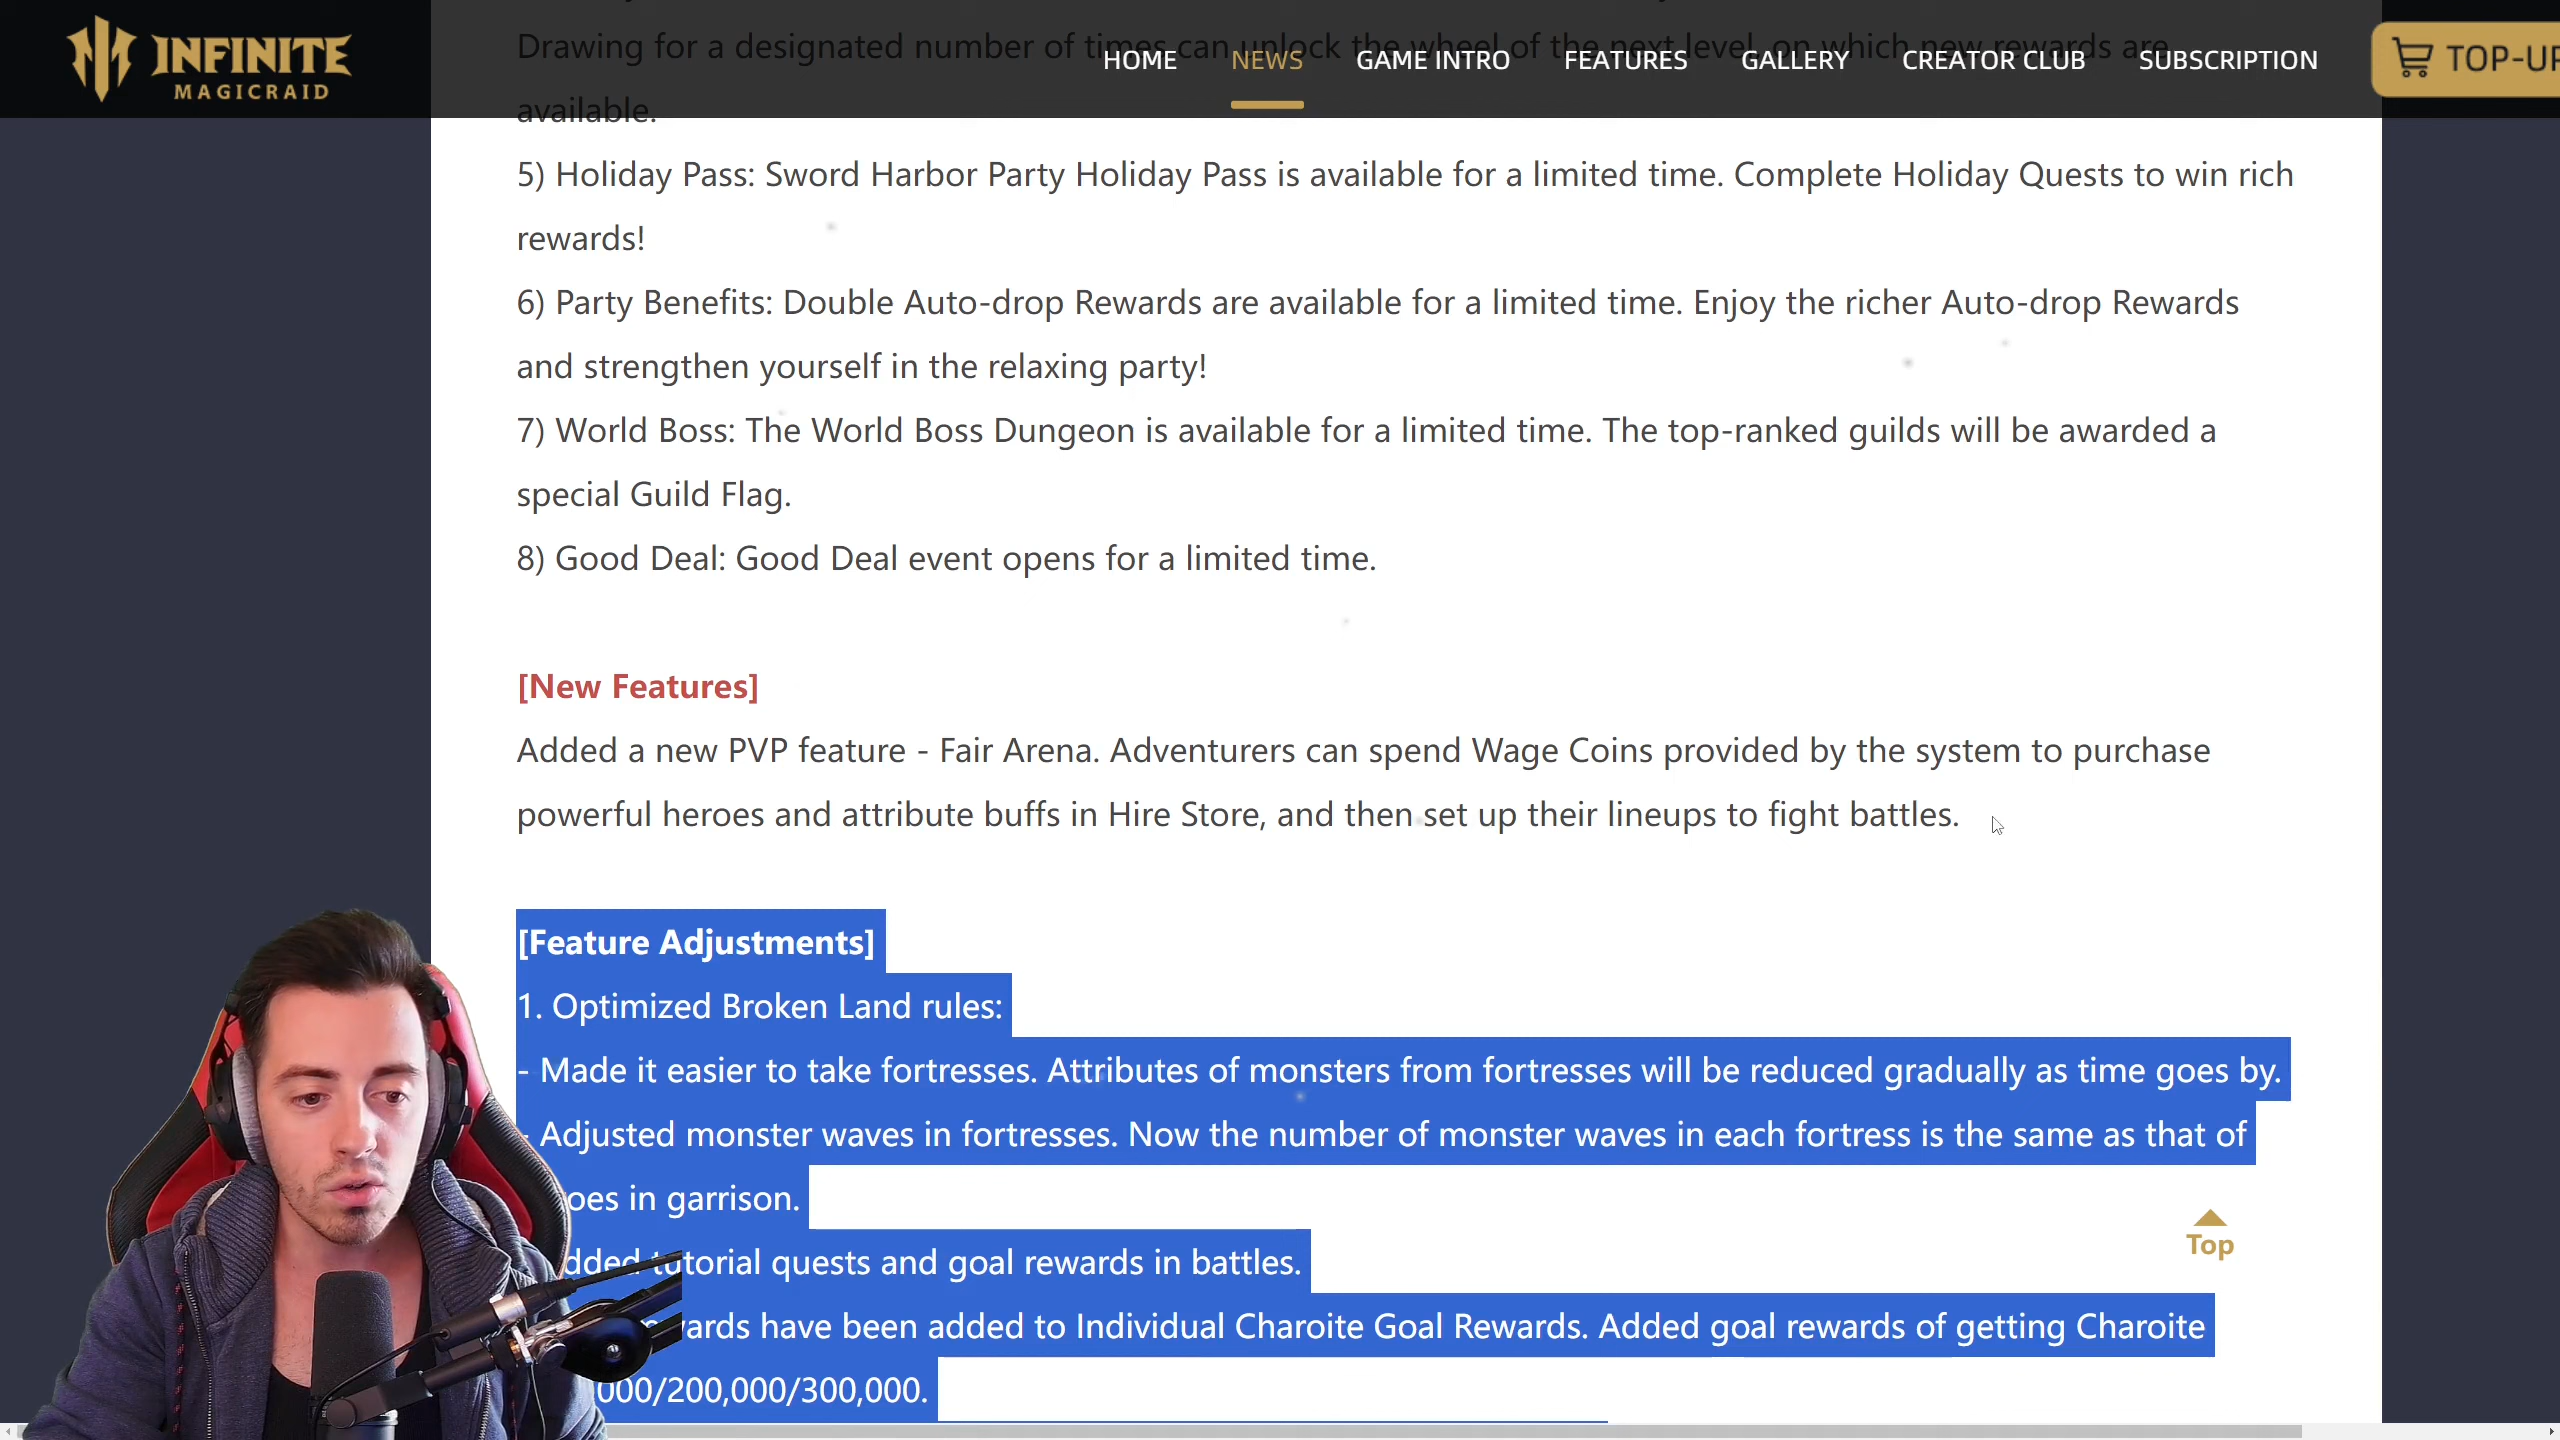 INFINITE
MAGICRAID
HOME NEWS GAME INTRO FEATURES GALLERY CREATOR CLUB SUBSCRIPTION TOP-UP
Drawing for a designated number of times can unlock the wheel of the next level, on which new rewards are
available.
5) Holiday Pass: Sword Harbor Party Holiday Pass is available for a limited time. Complete Holiday Quests to win rich
rewards!
6) Party Benefits: Double Auto-drop Rewards are available for a limited time. Enjoy the richer Auto-drop Rewards
and strengthen yourself in the relaxing party!
7) World Boss: The World Boss Dungeon is available for a limited time. The top-ranked guilds will be awarded a
special Guild Flag.
8) Good Deal: Good Deal event opens for a limited time.
[New Features]
Added a new PVP feature - Fair Arena. Adventurers can spend Wage Coins provided by the system to purchase
powerful heroes and attribute buffs in Hire Store, and then set up their lineups to fight battles.
[Feature Adjustments]
1. Optimized Broken Land rules:
- Made it easier to take fortresses. Attributes of monsters from fortresses will be reduced gradually as time goes by.
- Adjusted monster waves in fortresses. Now the number of monster waves in each fortress is the same as that of
in garrison.
tutorial quests and goal rewards in battles.
have been added to Individual Charoite Goal Rewards. Added goal rewards of getting Charoite
000/200,000/300,000.
Top